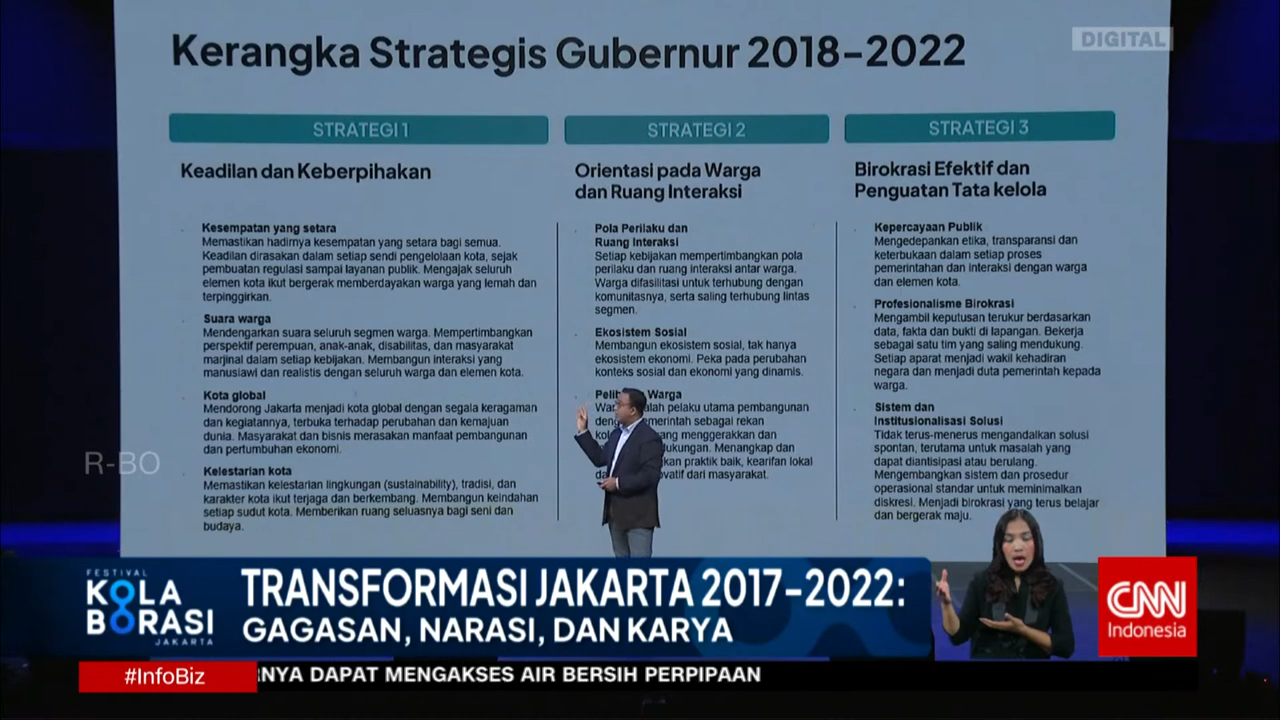 DIGITAL
Kerangka Strategis Gubernur 2018–2022
STRATEGI 1
Keadilan dan Keberpihakan
Kesempatan yang setara
Memastikan hadirnya kesempatan yang setara bagi semua.
Keadilan dirasakan dalam setiap sendi pengelolaan kota, sejak
pembuatan regulasi sampai layanan publik. Mengajak seluruh
elemen kota ikut bergerak memberdayakan warga yang lemah dan
terpinggirkan.
Suara warga
Mendengarkan suara seluruh segmen warga. Mempertimbangkan
perspektif perempuan, anak-anak, disabilitas, dan masyarakat
marjinal dalam setiap kebijakan. Membangun interaksi yang
manusiawi dan realistis dengan seluruh warga dan elemen kota.
Kota global
Mendorong Jakarta menjadi kota global dengan segala keragaman
dan kegiatannya, terbuka terhadap perubahan dan kemajuan
dunia. Masyarakat dan bisnis merasakan manfaat pembangunan
dan pertumbuhan ekonomi.
Kelestarian kota
Memastikan kelestarian lingkungan (sustainability), tradisi, dan
karakter kota ikut terjaga dan berkembang. Membangun keindahan
setiap sudut kota. Memberikan ruang seluasnya bagi seni dan
budaya.
STRATEGI 2
Orientasi pada Warga
dan Ruang Interaksi
Pola Perilaku dan
Ruang Interaksi
Setiap kebijakan mempertimbangkan pola
perilaku dan ruang interaksi antar warga.
Warga difasilitasi untuk terhubung dengan
komunitasnya, serta saling terhubung lintas
segmen.
Ekosistem Sosial
Membangun ekosistem sosial, tak hanya
ekosistem ekonomi. Peka pada perubahan
konteks sosial dan ekonomi yang dinamis.
Warga
pelaku utama pembangunan
sebagai rekan
menggerakkan dan
Menangkap dan
praktik baik, kearifan lokal
dari masyarakat.
STRATEGI 3
Birokrasi Efektif dan
Penguatan Tata kelola
Kepercayaan Publik
Mengedepankan etika, transparansi dan
keterbukaan dalam setiap proses
pemerintahan dan interaksi dengan warga
dan elemen kota.
Profesionalisme Birokrasi
Mengambil keputusan terukur berdasarkan
data, fakta dan bukti di lapangan. Bekerja
sebagai satu tim yang saling mendukung.
Setiap aparat menjadi wakil kehadiran
negara dan menjadi duta pemerintah kepada
warga.
Sistem dan
Institusionalisasi Solusi
Tidak terus-menerus mengandalkan solusi
spontan, terutama untuk masalah yang
dapat diantisipasi atau berulang.
Mengembangkan sistem dan prosedur
operasional standar untuk meminimalkan
diskresi. Menjadi birokrasi yang terus belajar
dan bergerak maju.
R-BO
FESTIVAL
KOLA
BORASI
JAKARTA
TRANSFORMASI JAKARTA 2017–2022:
GAGASAN, NARASI, DAN KARYA
CNN
Indonesia
#InfoBiz
DAPAT MENGAKSES AIR BERSIH PERPIPAAN